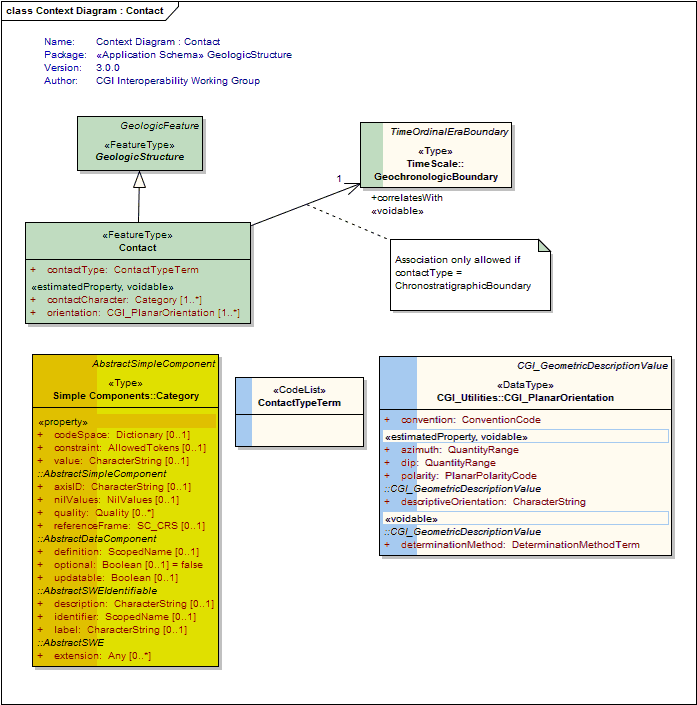 class Context Diagram : Contact
Name: Context Diagram : Contact
Package: «Application Schema» GeologicStructure
Version: 3.0.0
Author: CGI Interoperability Working Group
GeologicFeature
«FeatureType»
GeologicStructure
TimeOrdinalEraBoundary
«Type»
TimeScale::
GeochronologicBoundary
1
+correlatesWith
«voidable»
«FeatureType»
Contact
+ contactType: ContactTypeTerm
«estimatedProperty, voidable»
+ contactCharacter: Category [1..*]
+ orientation: CGI_PlanarOrientation [1..*]
Association only allowed if
contactType =
ChronostratigraphicBoundary
AbstractSimpleComponent
«Type»
Simple Components::Category
«property»
+ codeSpace: Dictionary [0..1]
+ constraint: AllowedTokens [0..1]
+ value: CharacterString [0..1]
::AbstractSimpleComponent
+ axisID: CharacterString [0..1]
+ nilValues: NilValues [0..1]
+ quality: Quality [0..*]
+ referenceFrame: SC_CRS [0..1]
::AbstractDataComponent
+ definition: ScopedName [0..1]
+ optional: Boolean [0..1] = false
+ updatable: Boolean [0..1]
::AbstractSWEIdentifiable
+ description: CharacterString [0..1]
+ identifier: ScopedName [0..1]
+ label: CharacterString [0..1]
::AbstractSWE
+ extension: Any [0..*]
«CodeList»
ContactTypeTerm
CGI_GeometricDescriptionValue
«DataType»
CGI_Utilities::CGI_PlanarOrientation
+ convention: ConventionCode
«estimatedProperty, voidable»
+ azimuth: QuantityRange
+ dip: QuantityRange
+ polarity: PlanarPolarityCode
::CGI_GeometricDescriptionValue
+ descriptiveOrientation: CharacterString
«voidable»
::CGI_GeometricDescriptionValue
+ determinationMethod: DeterminationMethodTerm